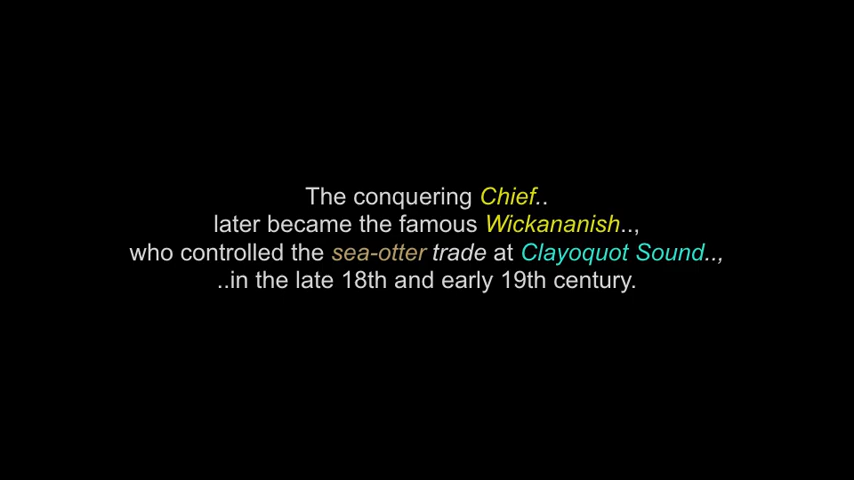 The conquering Chief..
later became the famous Wickananish..,
who controlled the sea-otter trade at Clayoquot Sound..,
..in the late 18th and early 19th century.